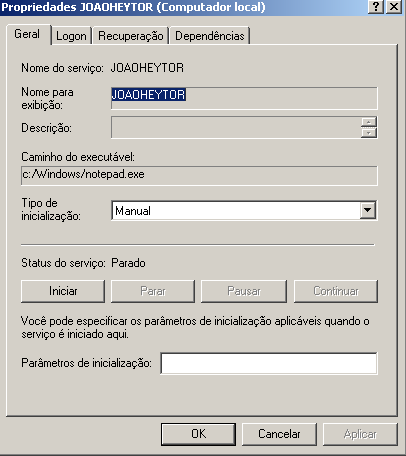 Propriedades JOAOHEYTOR (Computador local)
Geral Logon Recuperação Dependências
Nome do serviço: JOAOHEYTOR
Nome para
exibição:
JOAOHEYTOR
Descrição:
Caminho do executável:
c:/Windows/notepad.exe
Tipo de
inicialização:
Manual
Status do serviço: Parado
Iniciar Parar Pausar Continuar
Você pode especificar os parâmetros de inicialização aplicáveis quando o
serviço é iniciado aqui.
Parâmetros de inicialização:
OK Cancelar Aplicar